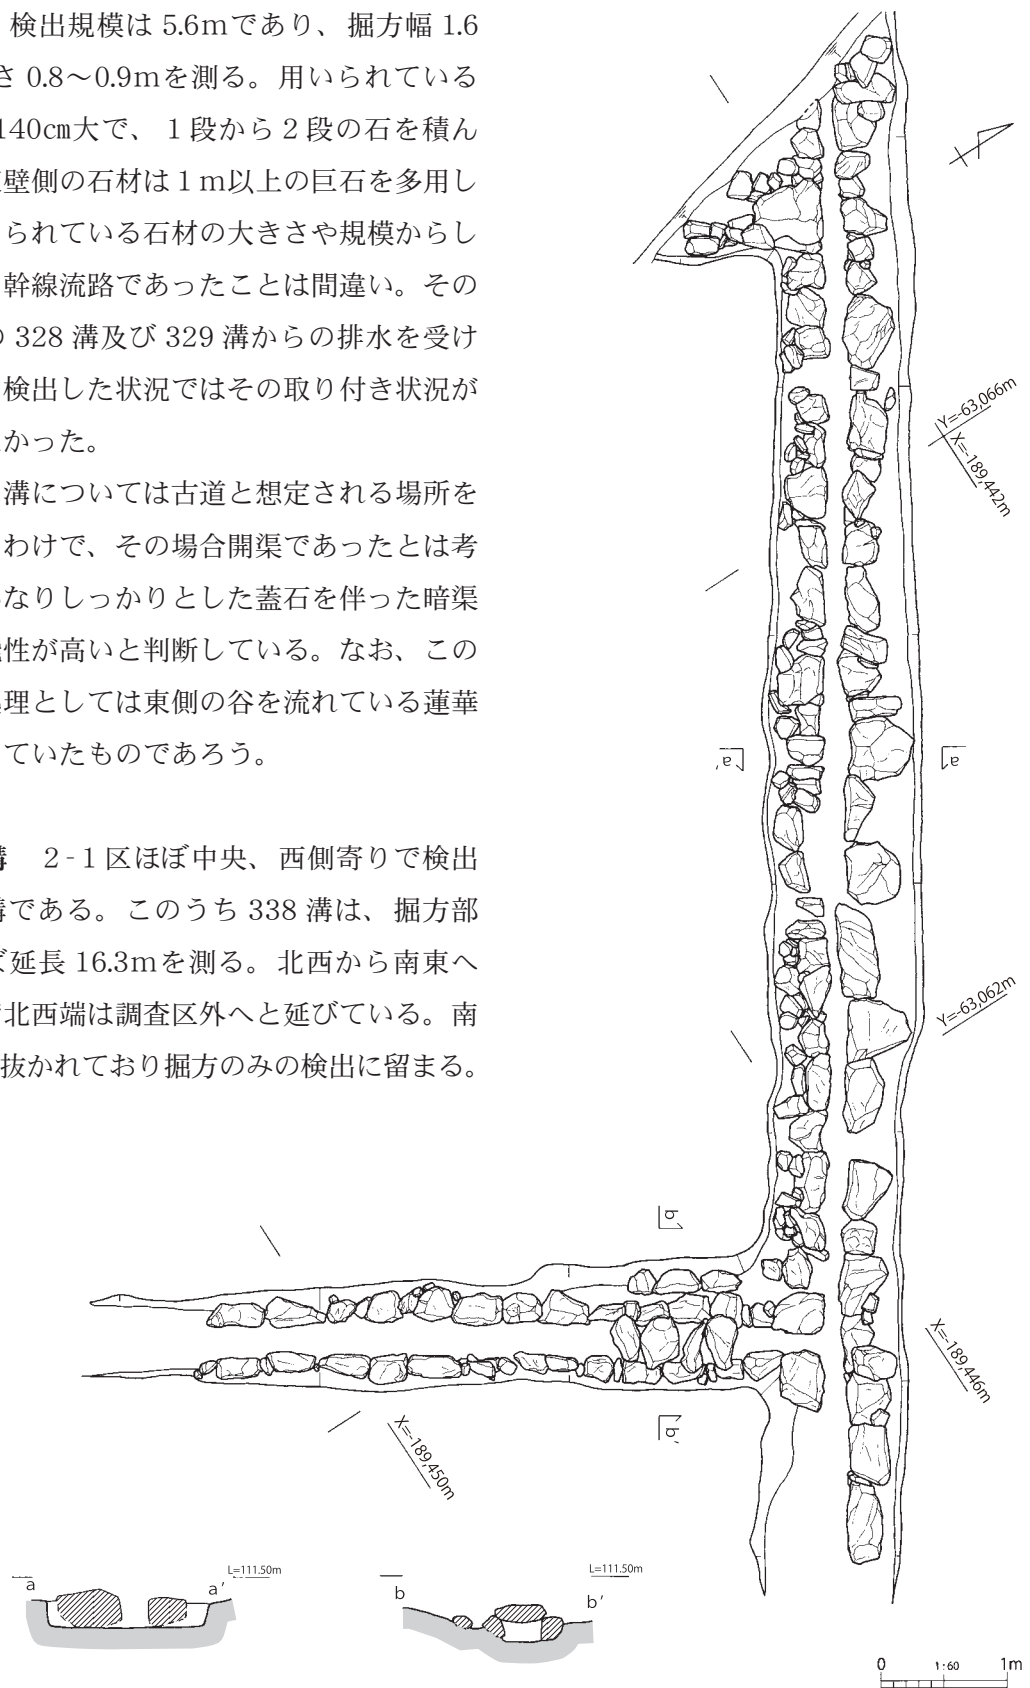 検出規模は 5.6mであり、掘方幅 1.6
さ 0.8～0.9mを測る。用いられている
140㎝大で、１段から２段の石を積ん
壁側の石材は１m以上の巨石を多用し
られている石材の大きさや規模からし
幹線流路であったことは間違い。その
の 328 溝及び 329 溝からの排水を受け
検出した状況ではその取り付き状況が
かった。
溝については古道と想定される場所を
わけで、その場合開渠であったとは考
なりしっかりとした蓋石を伴った暗渠
性が高いと判断している。なお、この
理としては東側の谷を流れている蓮華
ていたものであろう。
溝　２-１区ほぼ中央、西側寄りで検出
溝である。このうち 338 溝は、掘方部
延長 16.3mを測る。北西から南東へ
北西端は調査区外へと延びている。南
抜かれており掘方のみの検出に留まる。
Y=-63,066m
X=-189,442m
a'
a
Y=-63,062m
b
X=-189,446m
b'
X=-189,450m
a
a'
L=111.50m
b
b'
L=111.50m
0
1:60
1m